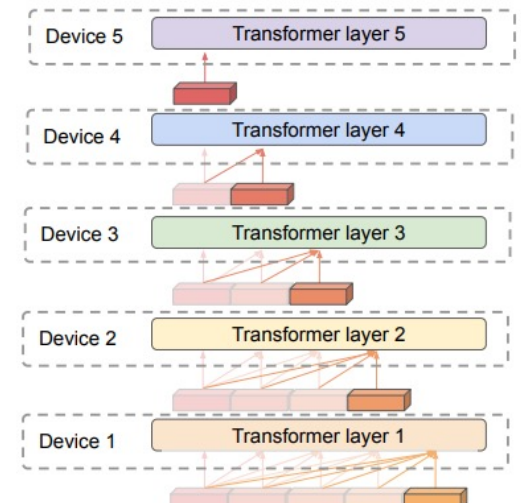 Device 5 Transformer layer 5
Device 4 Transformer layer 4
Device 3 Transformer layer 3
Device 2 Transformer layer 2
Device 1 Transformer layer 1